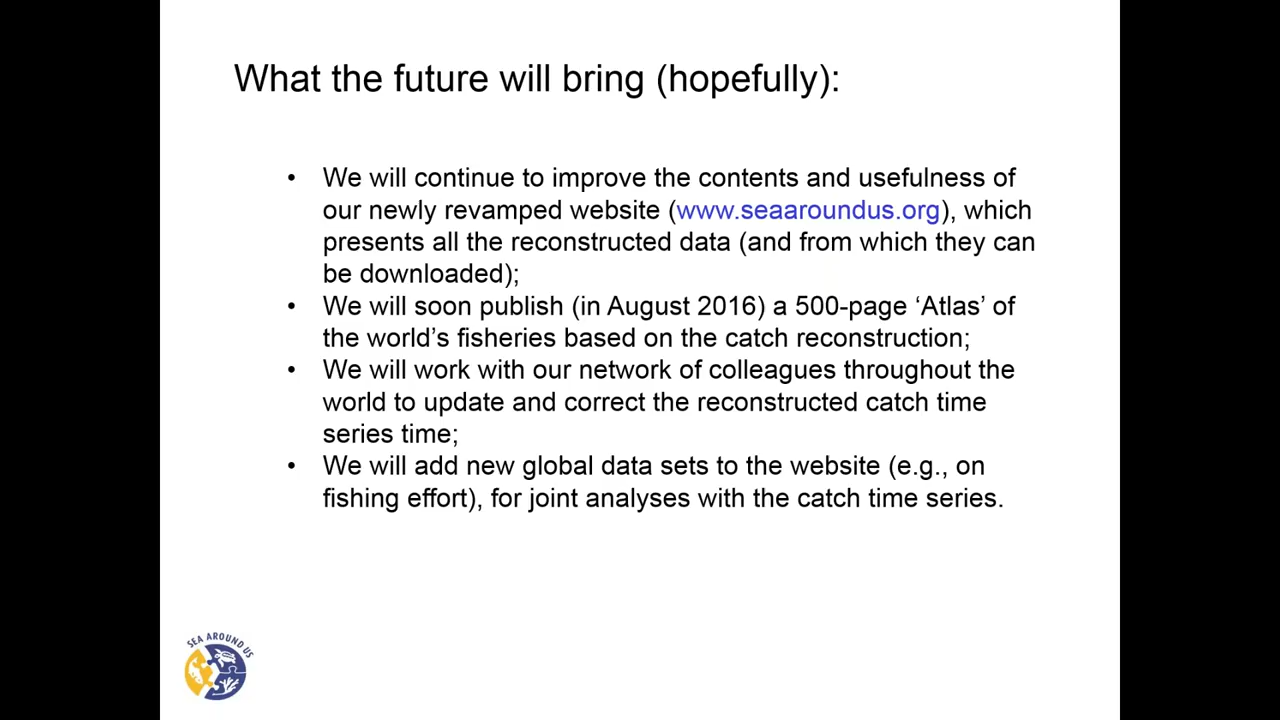 What the future will bring (hopefully):
• We will continue to improve the contents and usefulness of
our newly revamped website (www.seaaroundus.org), which
presents all the reconstructed data (and from which they can
be downloaded);
• We will soon publish (in August 2016) a 500-page ‘Atlas’ of
the world’s fisheries based on the catch reconstruction;
• We will work with our network of colleagues throughout the
world to update and correct the reconstructed catch time
series time;
• We will add new global data sets to the website (e.g., on
fishing effort), for joint analyses with the catch time series.
SEA AROUND US